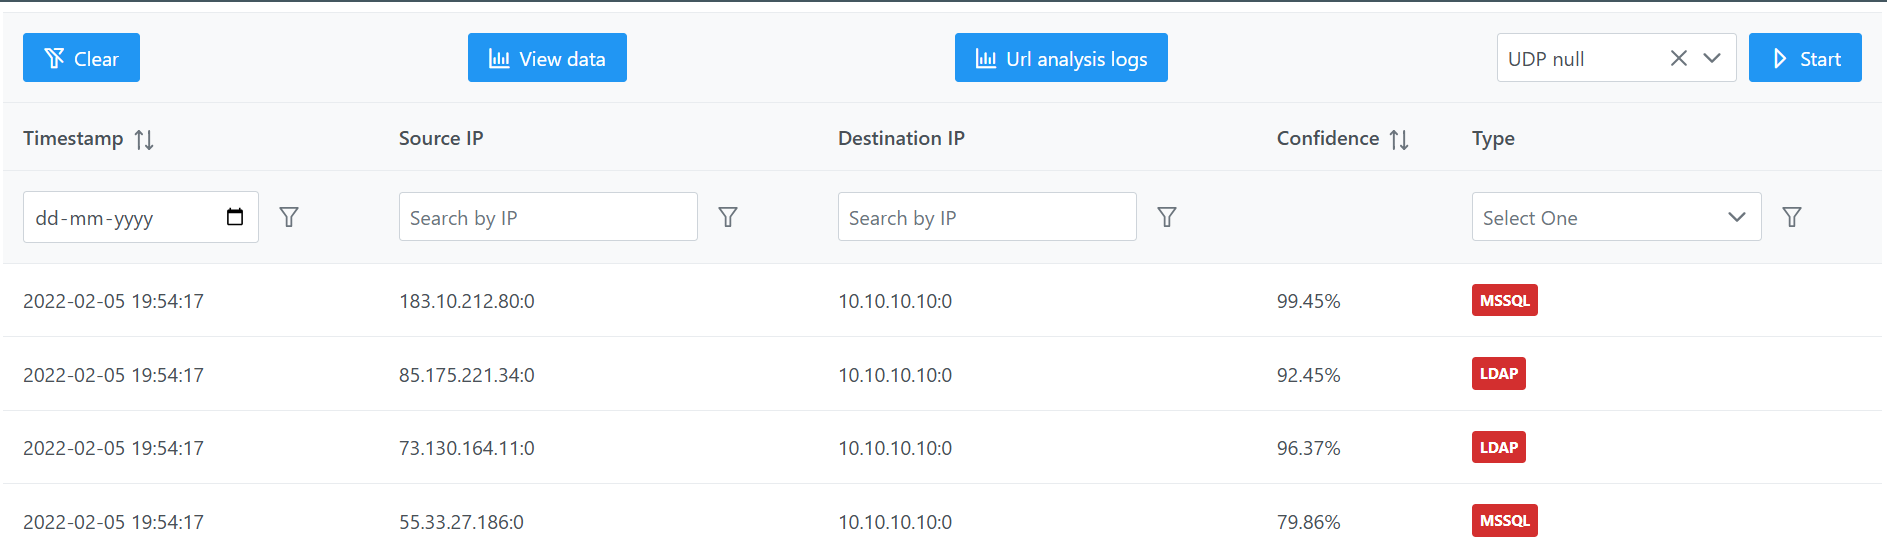 Clear View data Url analysis logs UDP null Start
Timestamp Source IP Destination IP Confidence Type
dd-mm-yyyy Search by IP Search by IP Select One
2022-02-05 19:54:17 183.10.212.80:0 10.10.10.10:0 99.45% MSSQL
2022-02-05 19:54:17 85.175.221.34:0 10.10.10.10:0 92.45% LDAP
2022-02-05 19:54:17 73.130.164.11:0 10.10.10.10:0 96.37% LDAP
2022-02-05 19:54:17 55.33.27.186:0 10.10.10.10:0 79.86% MSSQL